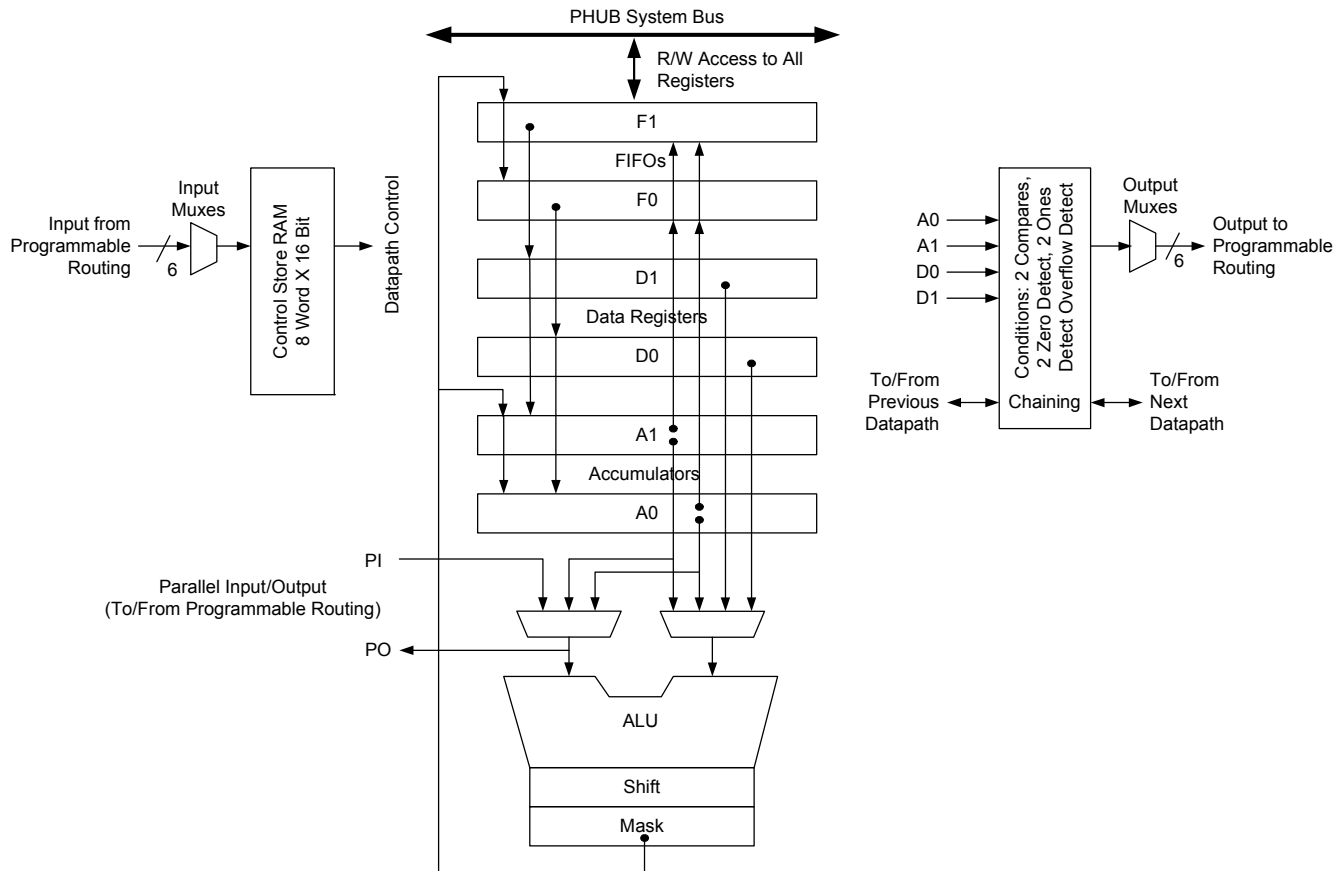 PHUB System Bus
R/W Access to All
Registers
F1
FIFOs
F0
D1
Data Registers
D0
A1
Accumulators
A0
Input from
Programmable
Routing
6
Input
Muxes
Control Store RAM
8 Word X 16 Bit
Datapath Control
A0
A1
D0
D1
Conditions: 2 Compares,
2 Zero Detect, 2 Ones
Detect Overflow Detect
Output
Muxes
6
Output to
Programmable
Routing
To/From
Previous
Datapath
Chaining
To/From
Next
Datapath
PI
Parallel Input/Output
(To/From Programmable Routing)
PO
ALU
Shift
Mask